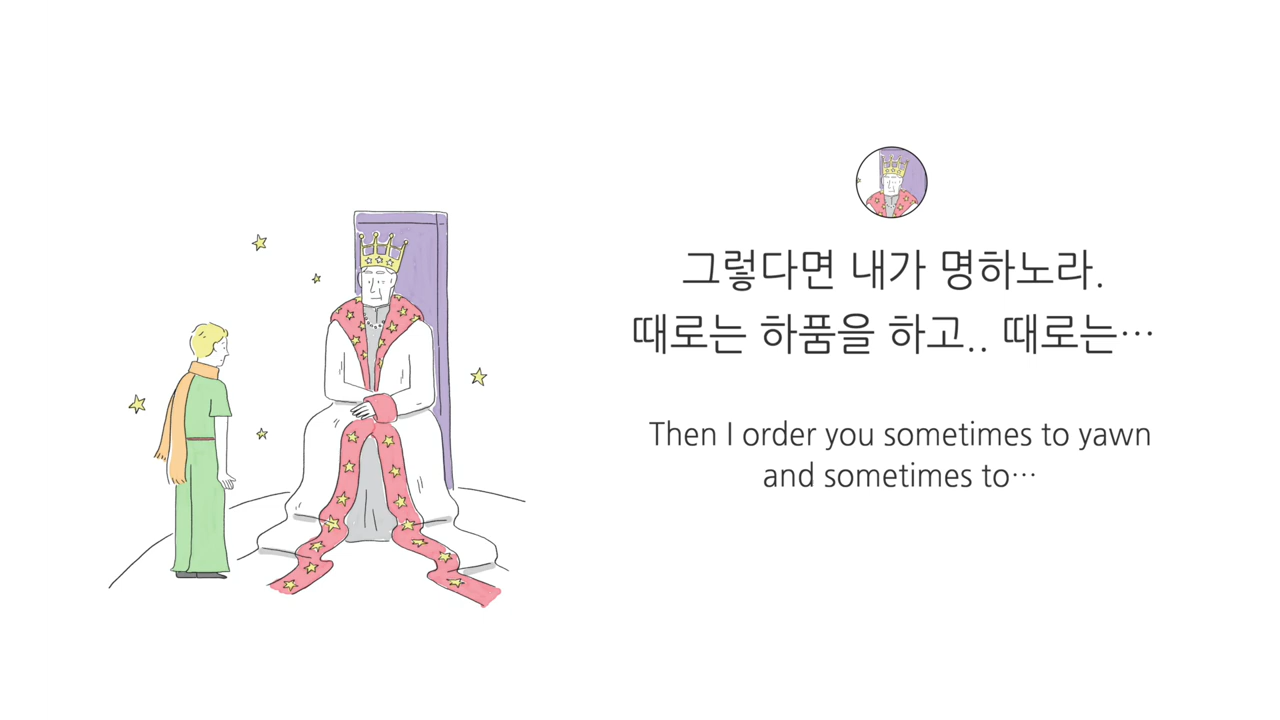 그렇다면 내가 명하노라.
때로는 하품을 하고.. 때로는…
Then I order you sometimes to yawn
and sometimes to…